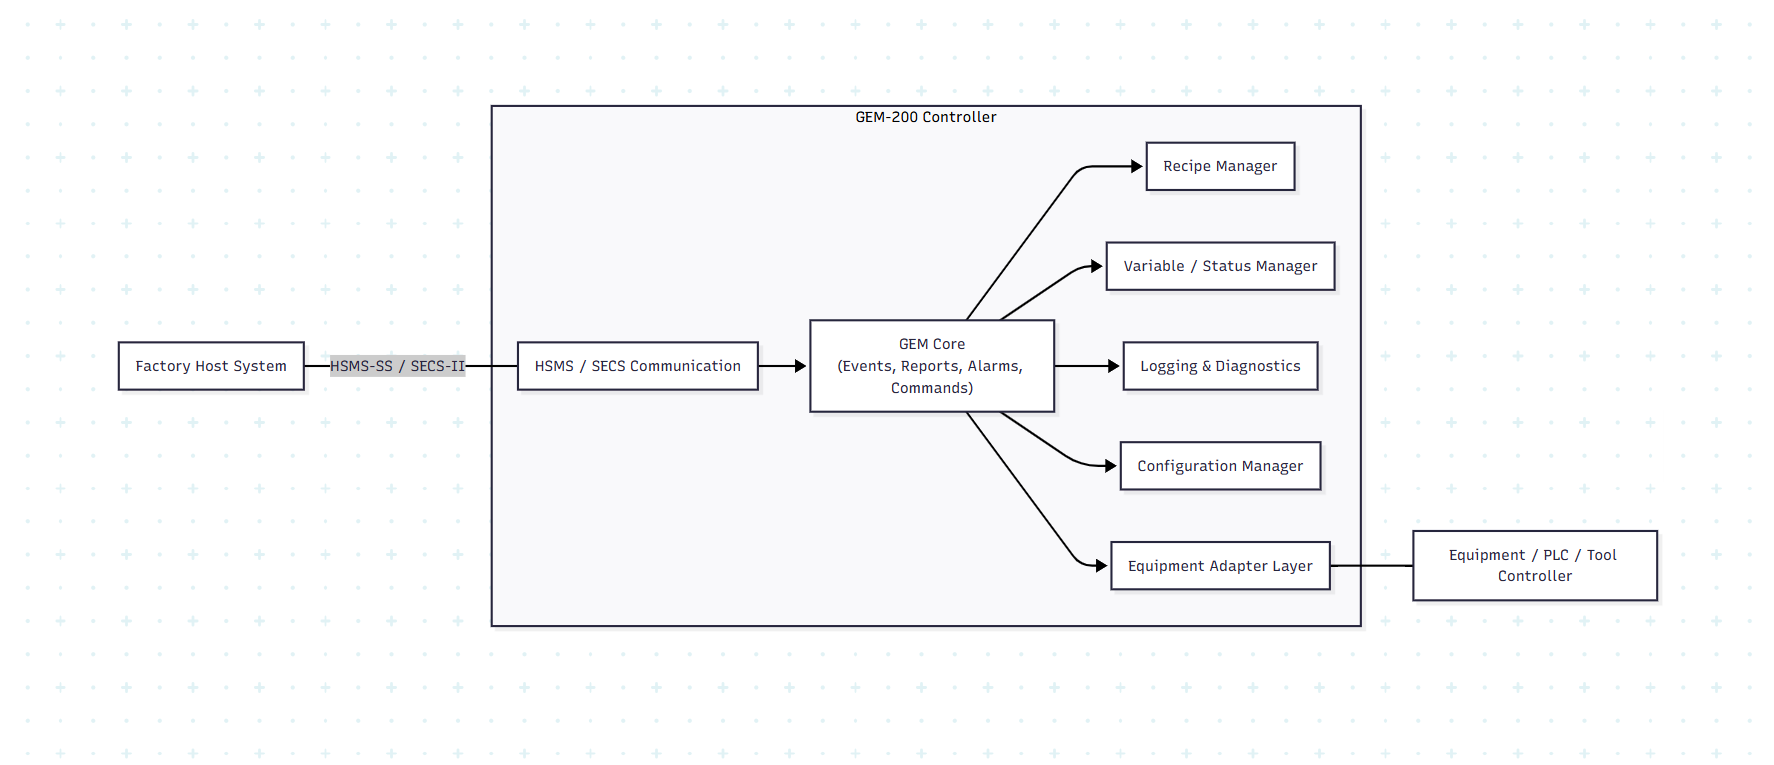 GEM-200 Controller
Recipe Manager
Variable / Status Manager
Factory Host System
HSMS-SS / SECS-II
HSMS / SECS Communication
GEM Core
(Events, Reports, Alarms,
Commands)
Logging & Diagnostics
Configuration Manager
Equipment Adapter Layer
Equipment / PLC / Tool
Controller